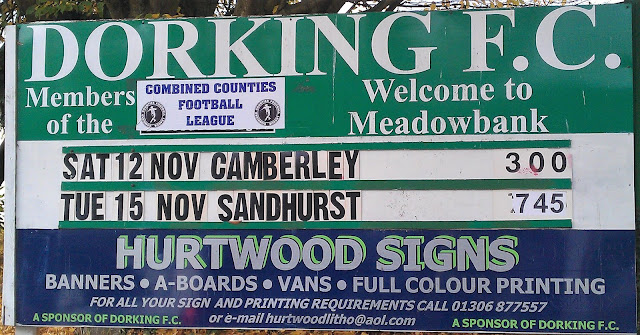 DORKING F.C.
Members
of the
COMBINED COUNTIES
FOOTBALL
LEAGUE
Welcome to
Meadowbank
SAT 12 NOV CAMBERLEY 300
TUE 15 NOV SANDHURST 745
HURTWOOD SIGNS
BANNERS • A-BOARDS • VANS • FULL COLOUR PRINTING
FOR ALL YOUR SIGN AND PRINTING REQUIREMENTS CALL 01306 877557
A SPONSOR OF DORKING F.C. or e-mail hurtwoodlitho@aol.com A SPONSOR OF DORKING F.C.